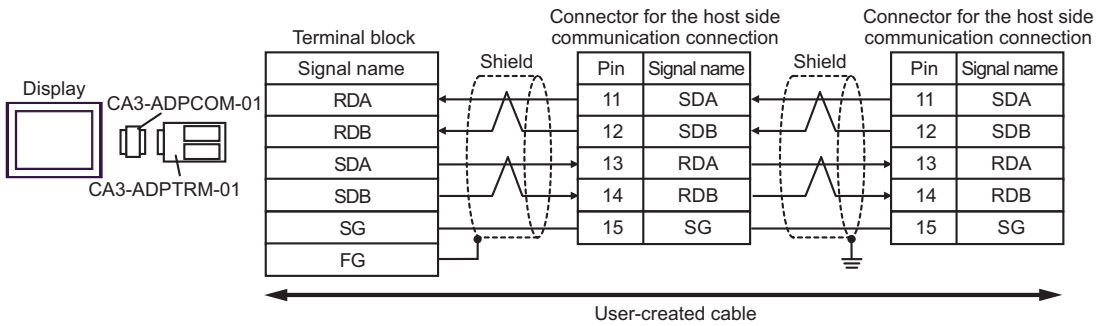 Display
CA3-ADPCOM-01
CA3-ADPTRM-01
Terminal block
Signal name
RDA
RDB
SDA
SDB
SG
FG
Shield
Connector for the host side
communication connection
Pin Signal name
11 SDA
12 SDB
13 RDA
14 RDB
15 SG
Shield
Connector for the host side
communication connection
Pin Signal name
11 SDA
12 SDB
13 RDA
14 RDB
15 SG
User-created cable